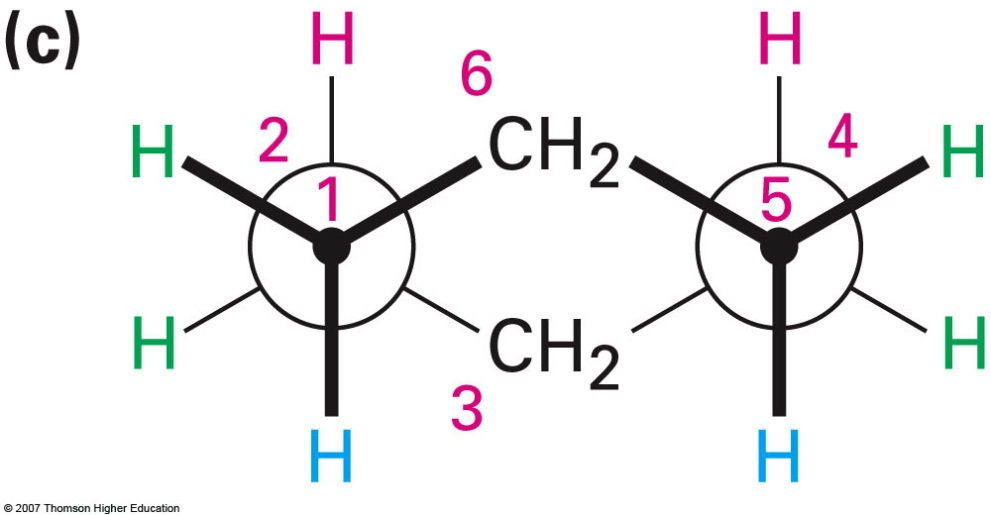 (c)
H H
6
H 2 CH₂ 4 H
1 5
H CH₂ H
3
H H
© 2007 Thomson Higher Education